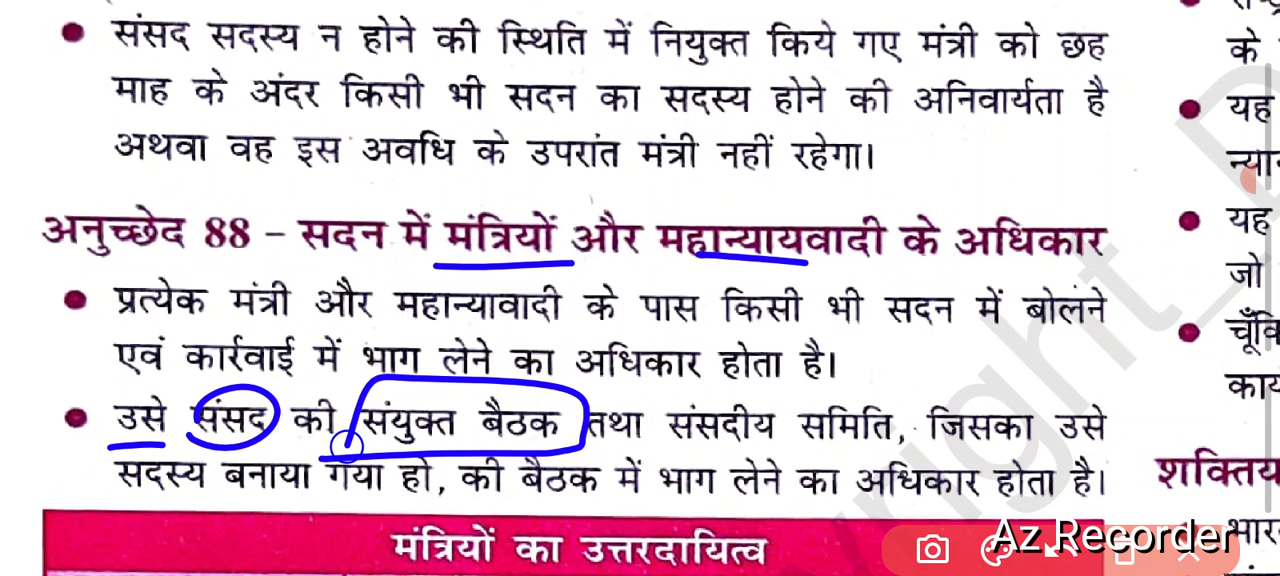 संसद सदस्य न होने की स्थिति में नियुक्त किये गए मंत्री को छह
माह के अंदर किसी भी सदन का सदस्य होने की अनिवार्यता है
अथवा वह इस अवधि के उपरांत मंत्री नहीं रहेगा।
अनुच्छेद 88 – सदन में मंत्रियों और महान्यायवादी के अधिकार
प्रत्येक मंत्री और महान्यावादी के पास किसी भी सदन में बोलने
एवं कार्रवाई में भाग लेने का अधिकार होता है।
उसे संसद की संयुक्त बैठक तथा संसदीय समिति, जिसका उसे
सदस्य बनाया गया हो, की बैठक में भाग लेने का अधिकार होता है।
मंत्रियों का उत्तरदायित्व
के
यह
यह
जो
Az Recorder